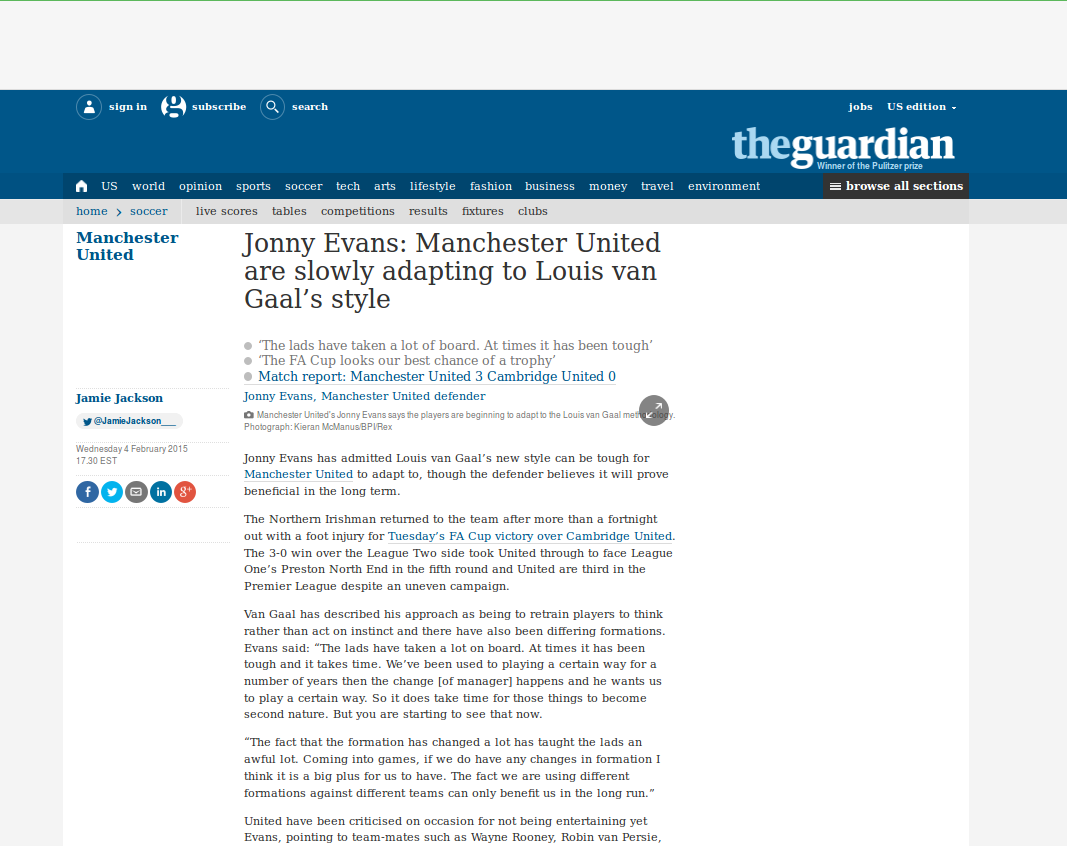 sign in
subscribe
search
jobs
US edition
theguardian
Winner of the Pulitzer prize
US world opinion sports soccer tech arts lifestyle fashion business money travel environment
browse all sections
home soccer live scores tables competitions results fixtures clubs
Manchester
United
Jonny Evans: Manchester United
are slowly adapting to Louis van
Gaal’s style
‘The lads have taken a lot of board. At times it has been tough’
‘The FA Cup looks our best chance of a trophy’
Match report: Manchester United 3 Cambridge United 0
Jamie Jackson
@JamieJackson___
Wednesday 4 February 2015
17.30 EST
Jonny Evans, Manchester United defender
Manchester United's Jonny Evans says the players are beginning to adapt to the Louis van Gaal methodology.
Photograph: Kieran McManus/BPI/Rex
Jonny Evans has admitted Louis van Gaal’s new style can be tough for
Manchester United to adapt to, though the defender believes it will prove
beneficial in the long term.
The Northern Irishman returned to the team after more than a fortnight
out with a foot injury for Tuesday’s FA Cup victory over Cambridge United.
The 3-0 win over the League Two side took United through to face League
One’s Preston North End in the fifth round and United are third in the
Premier League despite an uneven campaign.
Van Gaal has described his approach as being to retrain players to think
rather than act on instinct and there have also been differing formations.
Evans said: “The lads have taken a lot on board. At times it has been
tough and it takes time. We’ve been used to playing a certain way for a
number of years then the change [of manager] happens and he wants us
to play a certain way. So it does take time for those things to become
second nature. But you are starting to see that now.
“The fact that the formation has changed a lot has taught the lads an
awful lot. Coming into games, if we do have any changes in formation I
think it is a big plus for us to have. The fact we are using different
formations against different teams can only benefit us in the long run.”
United have been criticised on occasion for not being entertaining yet
Evans, pointing to team-mates such as Wayne Rooney, Robin van Persie,